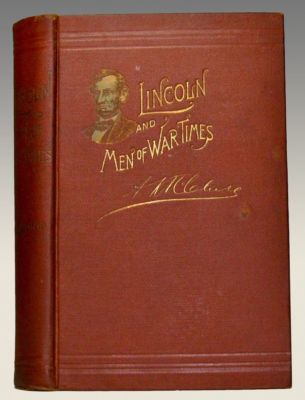 LINCOLN
AND
MEN OF WAR TIMES
A K McClure